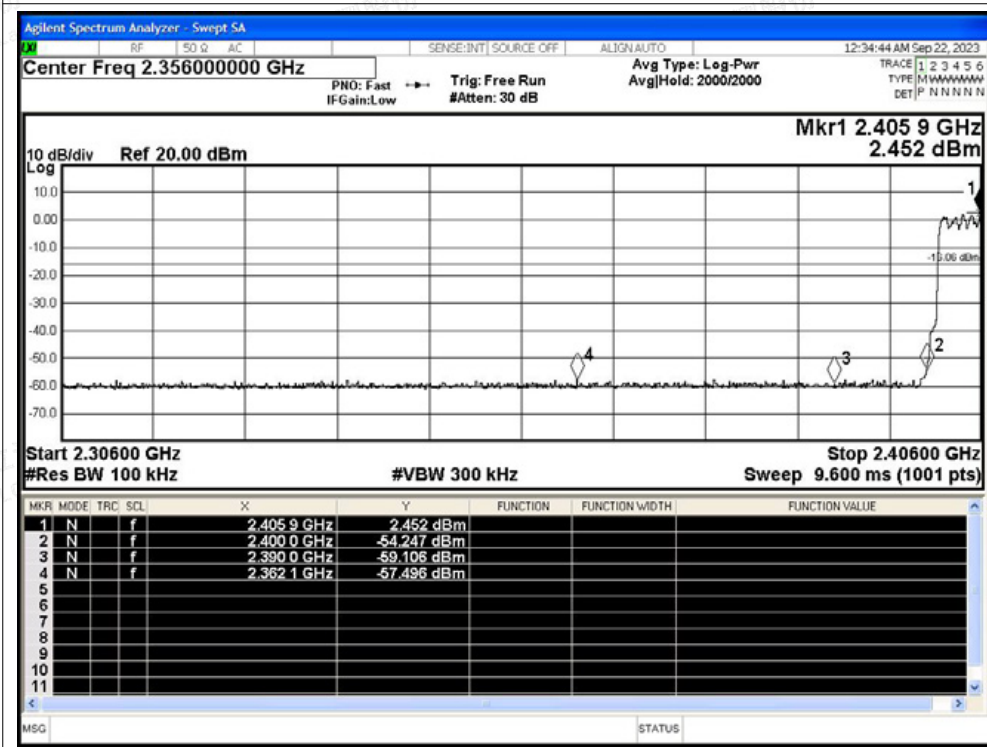 Agilent Spectrum Analyzer - Swept SA
RF 50 Ω AC SENSE:INT SOURCE OFF ALIGN AUTO 12:34:44 AM Sep 22, 2023
Center Freq 2.356000000 GHz
PNO: Fast
IFGain:Low
Trig: Free Run
#Atten: 30 dB
Avg Type: Log-Pwr
Avg|Hold: 2000/2000
TRACE 1 2 3 4 5 6
TYPE M
DET P N N N N N
Mkr1 2.405 9 GHz
2.452 dBm
10 dB/div Ref 20.00 dBm
Log
10.0
0.00
-10.0
-20.0
-30.0
-40.0
-50.0
-60.0
-70.0
1
-16.06 dBm
2
3
4
Start 2.30600 GHz Stop 2.40600 GHz
#Res BW 100 kHz #VBW 300 kHz Sweep 9.600 ms (1001 pts)
MKR MODE TRC SCL X Y FUNCTION FUNCTION WIDTH FUNCTION VALUE
1 N f 2.405 9 GHz 2.452 dBm
2 N f 2.400 0 GHz -54.247 dBm
3 N f 2.390 0 GHz -59.106 dBm
4 N f 2.362 1 GHz -57.496 dBm
5
6
7
8
9
10
11
MSG STATUS